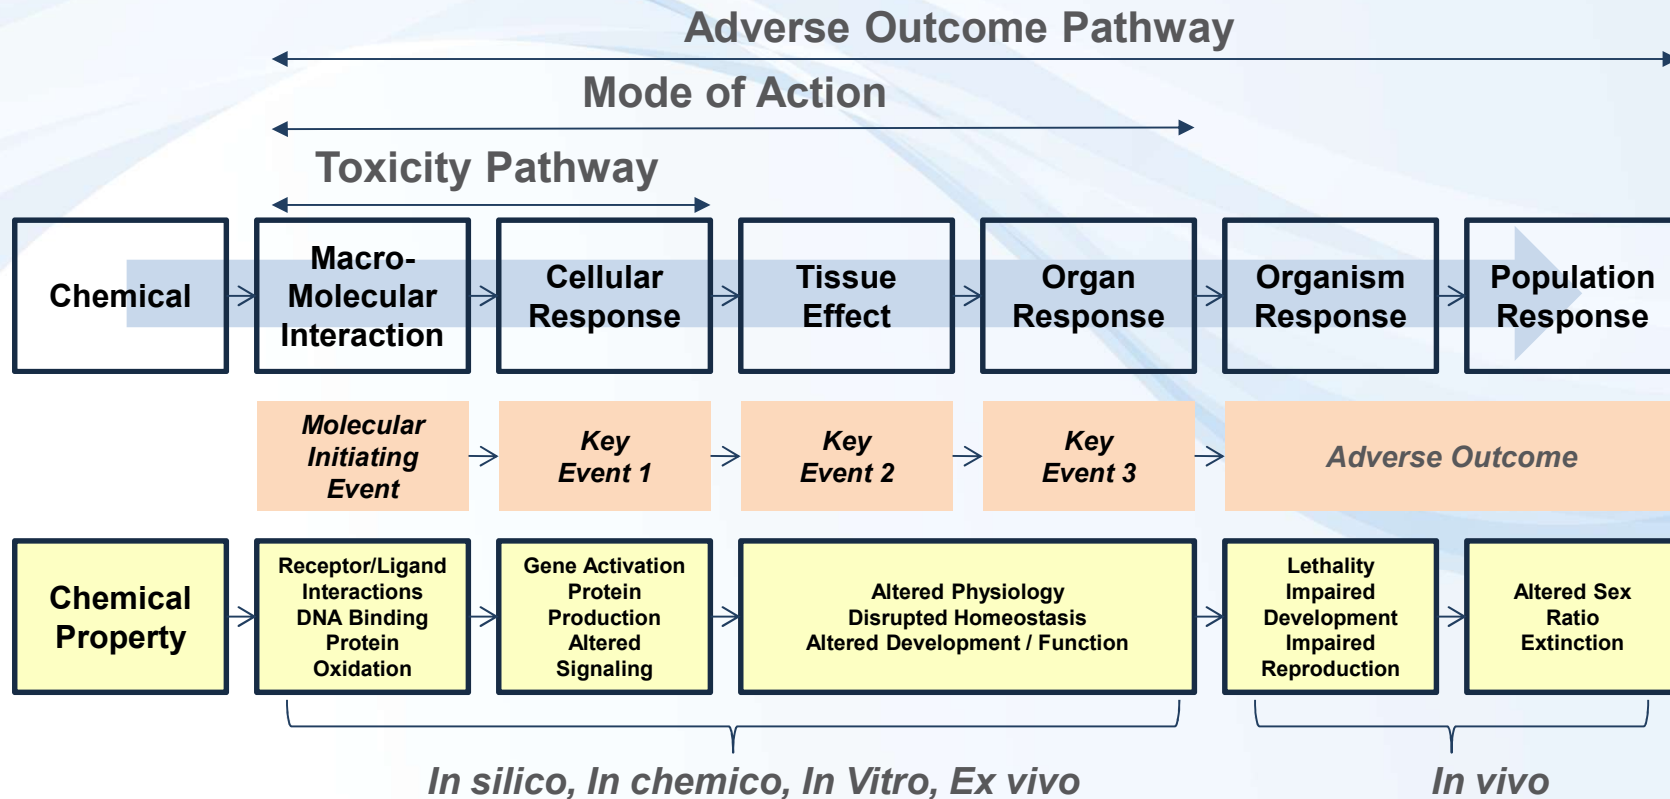 Adverse Outcome Pathway
Mode of Action
Toxicity Pathway
Chemical
Macro-
Molecular
Interaction
Cellular
Response
Tissue
Effect
Organ
Response
Organism
Response
Population
Response
Molecular
Initiating
Event
Key
Event 1
Key
Event 2
Key
Event 3
Adverse Outcome
Chemical
Property
Receptor/Ligand
Interactions
DNA Binding
Protein
Oxidation
Gene Activation
Protein
Production
Altered
Signaling
Altered Physiology
Disrupted Homeostasis
Altered Development / Function
Lethality
Impaired
Development
Impaired
Reproduction
Altered Sex
Ratio
Extinction
In silico, In chemico, In Vitro, Ex vivo
In vivo